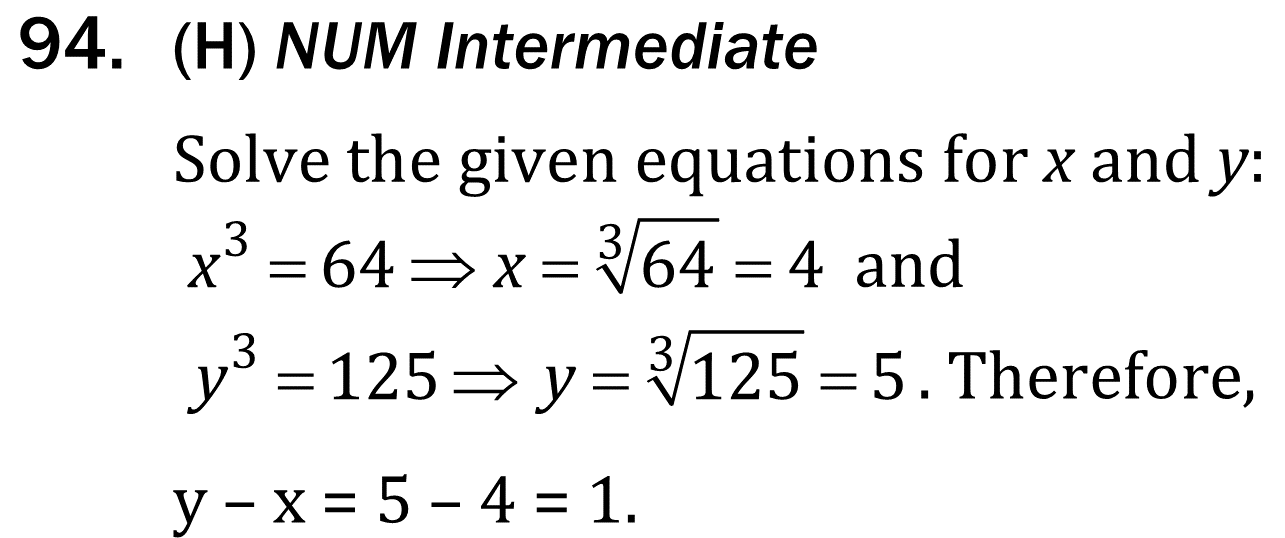 94. (H) NUM Intermediate
Solve the given equations for x and y:
x³ = 64 ⇒ x = ∛64 = 4 and
y³ = 125 ⇒ y = ∛125 = 5. Therefore,
y – x = 5 – 4 = 1.